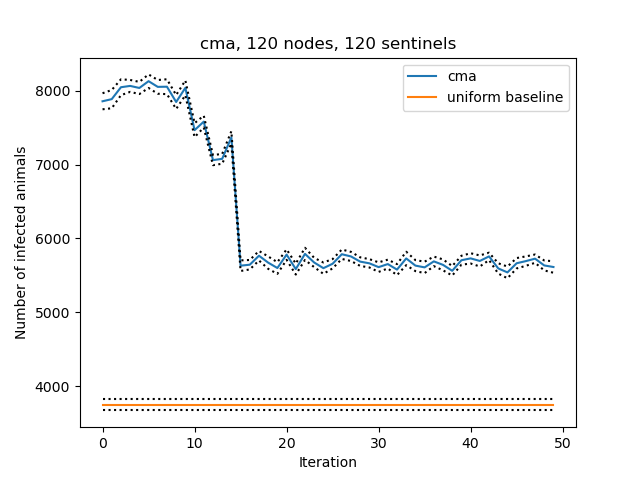 cma, 120 nodes, 120 sentinels
cma
uniform baseline
8000
7000
6000
5000
4000
Number of infected animals
0 10 20 30 40 50
Iteration